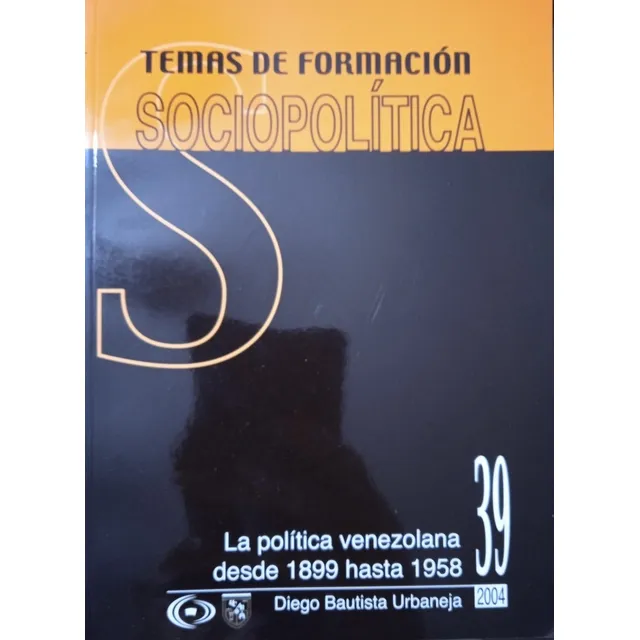 TEMAS DE FORMACIÓN
SOCIOPOLÍTICA
S
39
La política venezolana
desde 1899 hasta 1958
Diego Bautista Urbaneja
2004